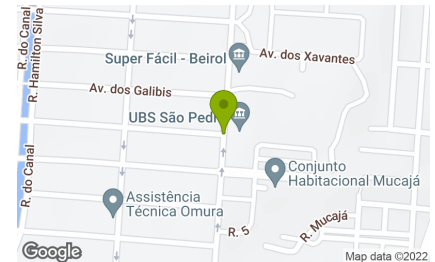 R. do Canal
R. Hamilton Silva
Super Fácil - Beirol
Av. dos Xavantes
Av. dos Galibis
UBS São Pedr
Conjunto
Habitacional Mucajá
R. do Canal
Assistência
Técnica Omura
R. 5
R. Mucajá
Google
Map data ©2022